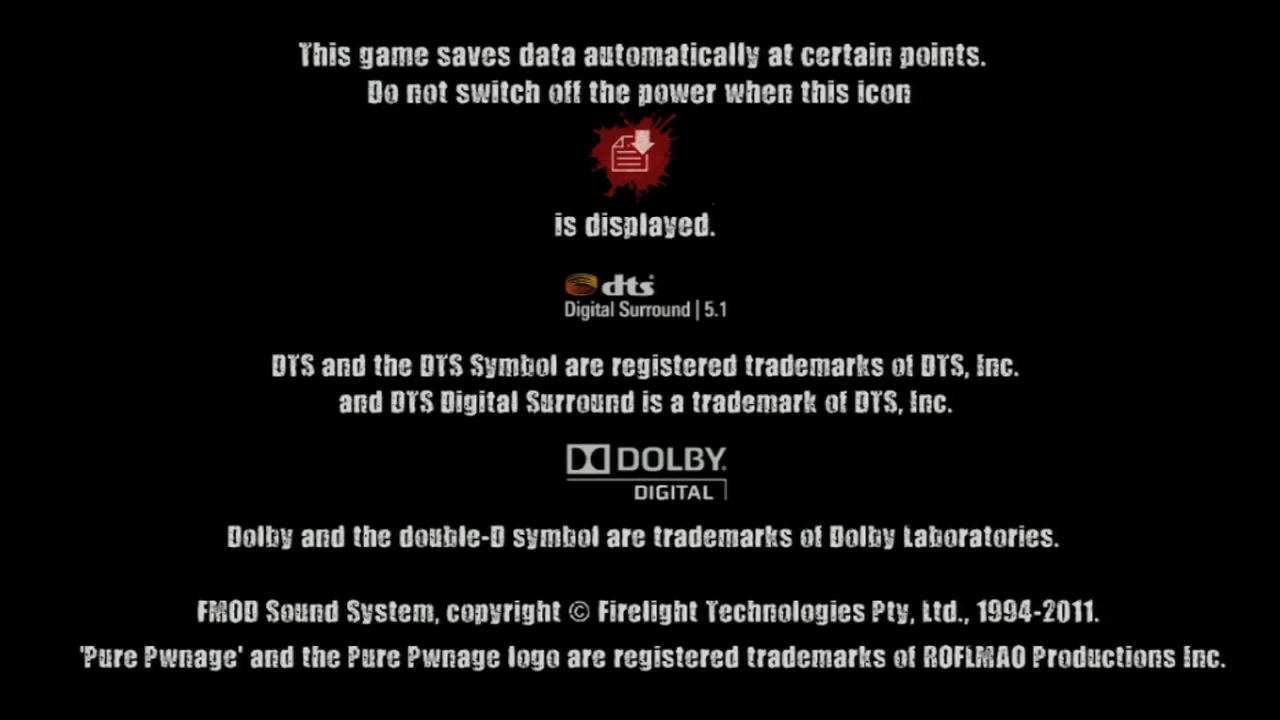 This game saves data automatically at certain points.
Do not switch off the power when this icon
is displayed.
dts
Digital Surround | 5.1
DTS and the DTS Symbol are registered trademarks of DTS, Inc.
and DTS Digital Surround is a trademark of DTS, Inc.
DOLBY
DIGITAL
Dolby and the double-D symbol are trademarks of Dolby Laboratories.
FMOD Sound System, copyright © Firelight Technologies Pty, Ltd., 1994-2011.
'Pure Pwnage' and the Pure Pwnage logo are registered trademarks of ROFLMAO Productions Inc.